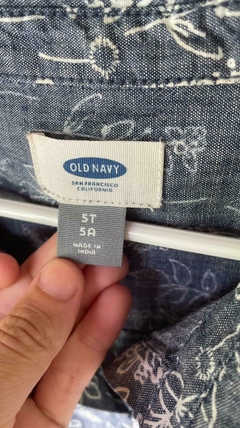 OLD NAVY
SAN FRANCISCO
CALIFORNIA
5T
5A
MADE IN
INDIA